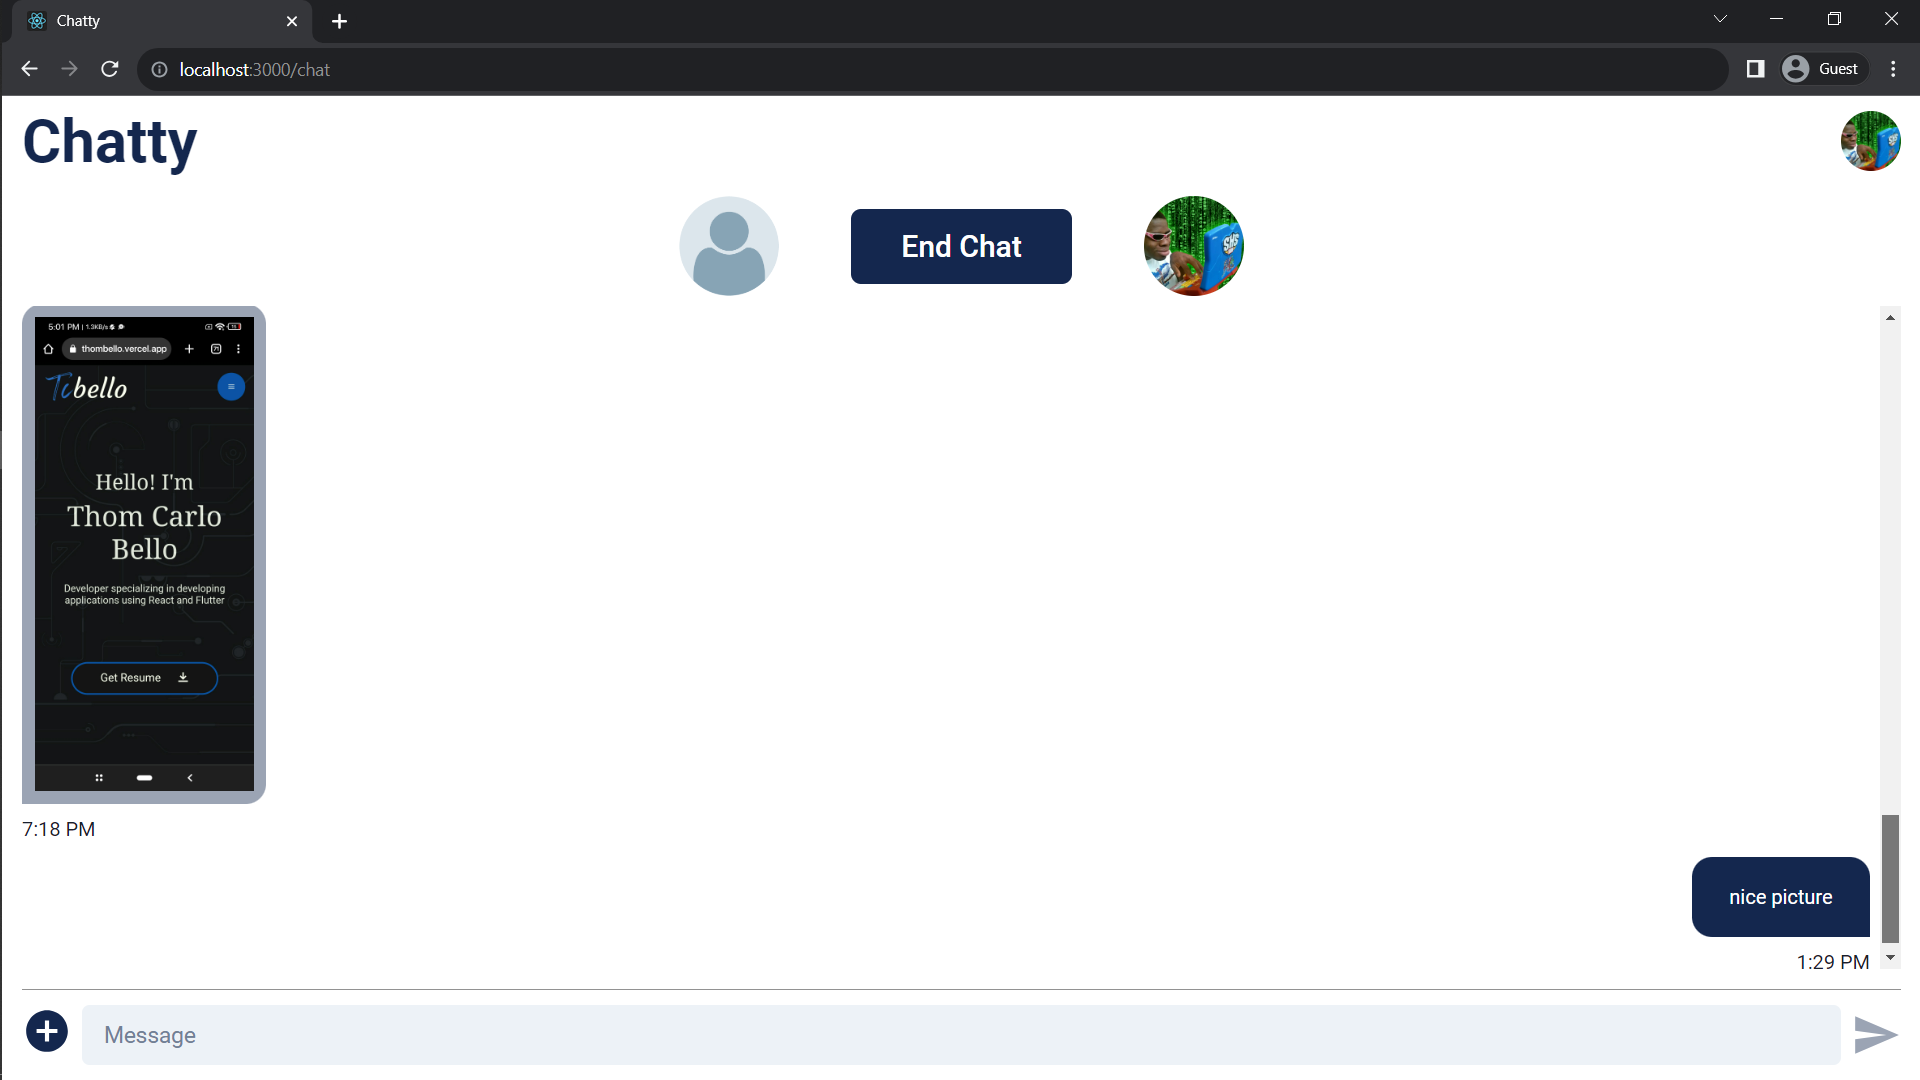 Chatty
localhost:3000/chat
Guest
Chatty
End Chat
5:01 PM | 1.3KB/s
thombello.vercel.app
Tcbello
Hello! I'm
Thom Carlo
Bello
Developer specializing in developing
applications using React and Flutter
Get Resume
7:18 PM
nice picture
1:29 PM
Message